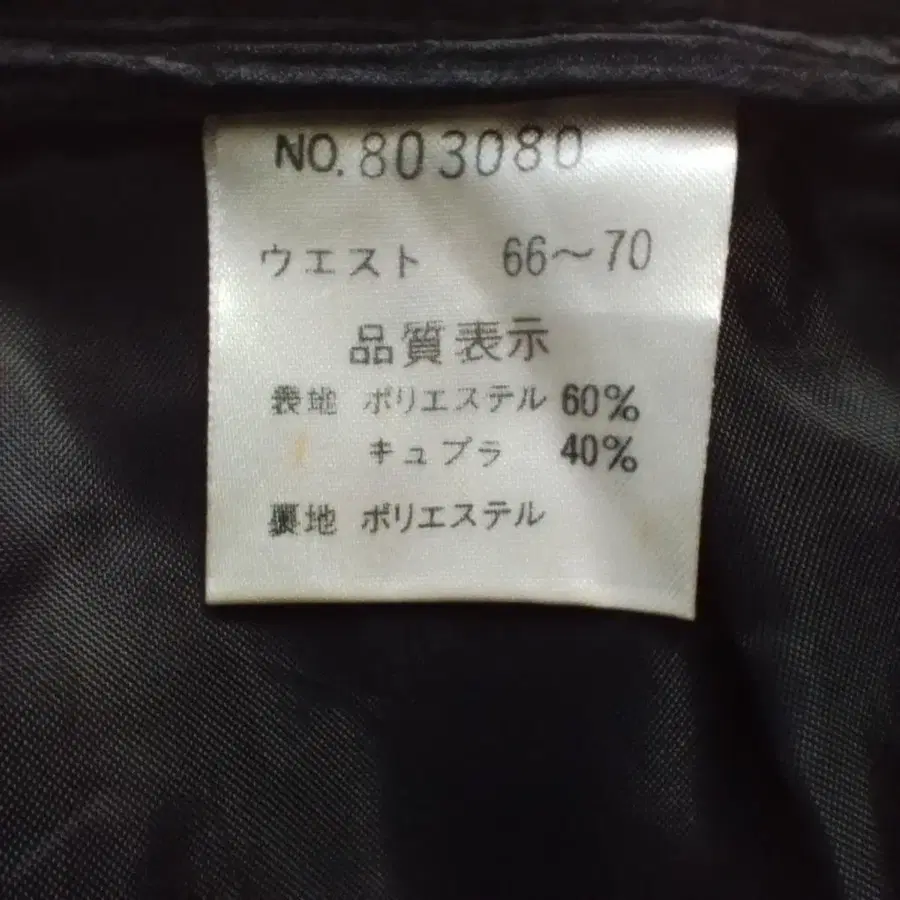 NO. 803080
ウエスト 66〜70
品質表示
表地 ポリエステル 60%
キュプラ 40%
裏地 ポリエステル